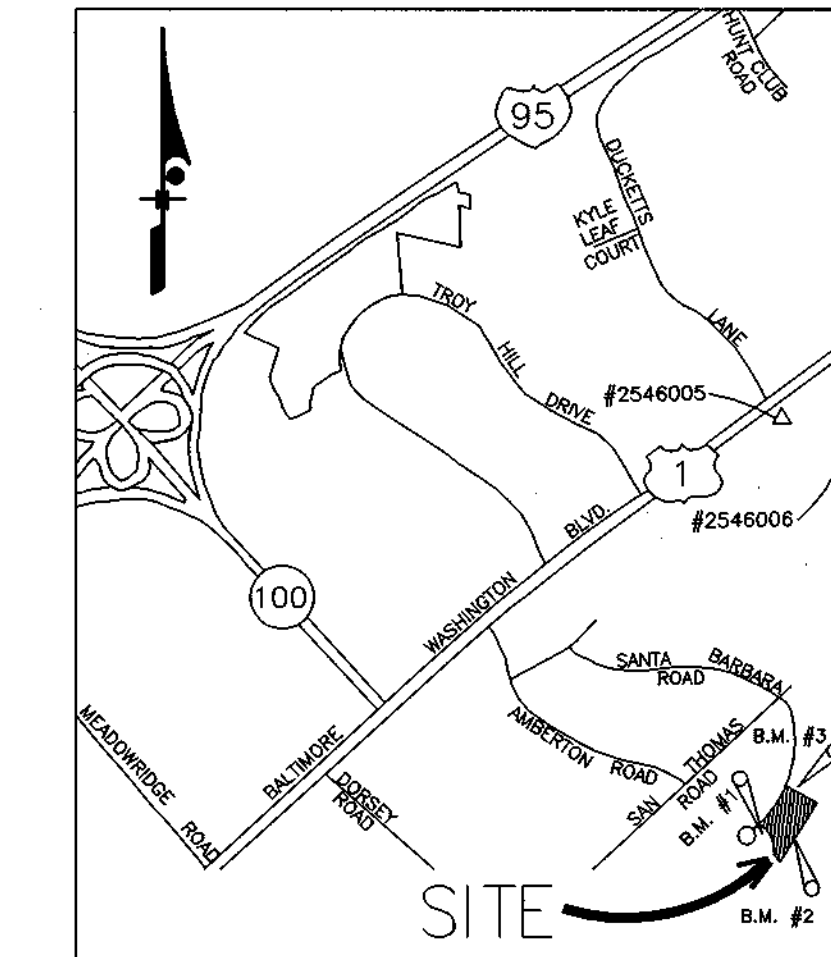 HUNT CLUB
ROAD
95
DUCKETTS
LANE
KYLE
LEAF
COURT
TROY
HILL
DRIVE
#2546005
1
#2546006
BALTIMORE
WASHINGTON
BLVD.
100
SANTA
BARBARA
ROAD
AMBERTON
ROAD
SAN
THOMAS
ROAD
B.M. #3
B.M. #1
MEADOWRIDGE
ROAD
DORSEY
ROAD
SITE
B.M. #2